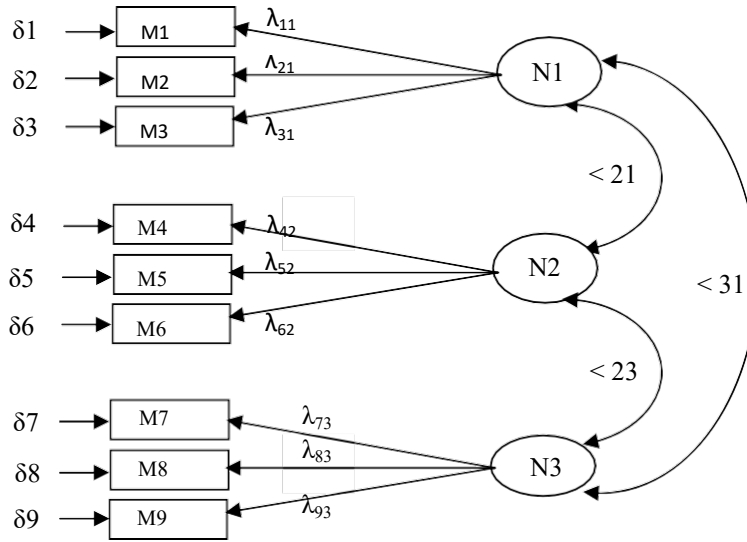 δ1 M1 λ₁₁ N1
δ2 M2 Λ₂₁
δ3 M3 λ₃₁
< 21
δ4 M4 λ₄₂
δ5 M5 λ₅₂ N2
δ6 M6 λ₆₂
< 31
< 23
δ7 M7 λ₇₃
δ8 M8 λ₈₃ N3
δ9 M9 λ₉₃